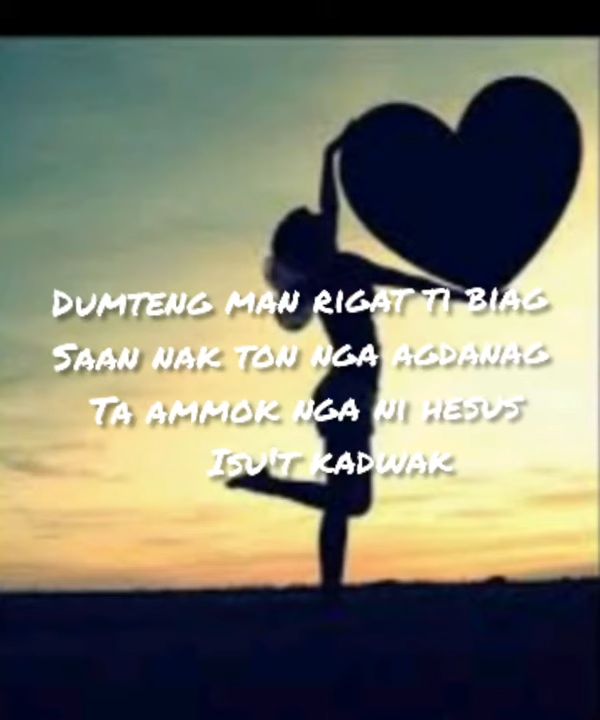 Dumteng man rigat ti biag
Saan nak ton nga agdanag
Ta ammok nga ni Hesus
Isu't kadwak